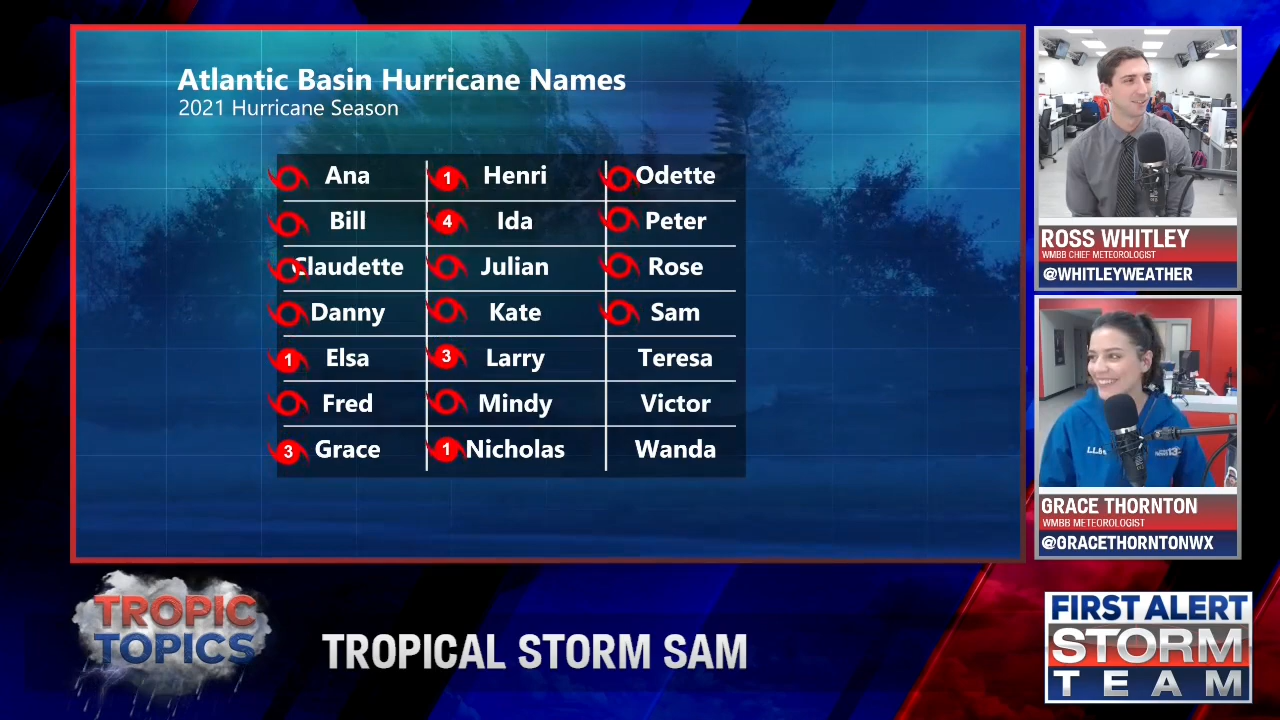 Atlantic Basin Hurricane Names
2021 Hurricane Season
Ana 1 Henri Odette
Bill 4 Ida Peter
Claudette Julian Rose
Danny Kate Sam
1 Elsa 3 Larry Teresa
Fred Mindy Victor
3 Grace 1 Nicholas Wanda
ROSS WHITLEY
WMBB CHIEF METEOROLOGIST
@WHITLEYWEATHER
GRACE THORNTON
WMBB METEOROLOGIST
@GRACETHORNTONWX
TROPIC
TOPICS
TROPICAL STORM SAM
FIRST ALERT
STORM
TEAM